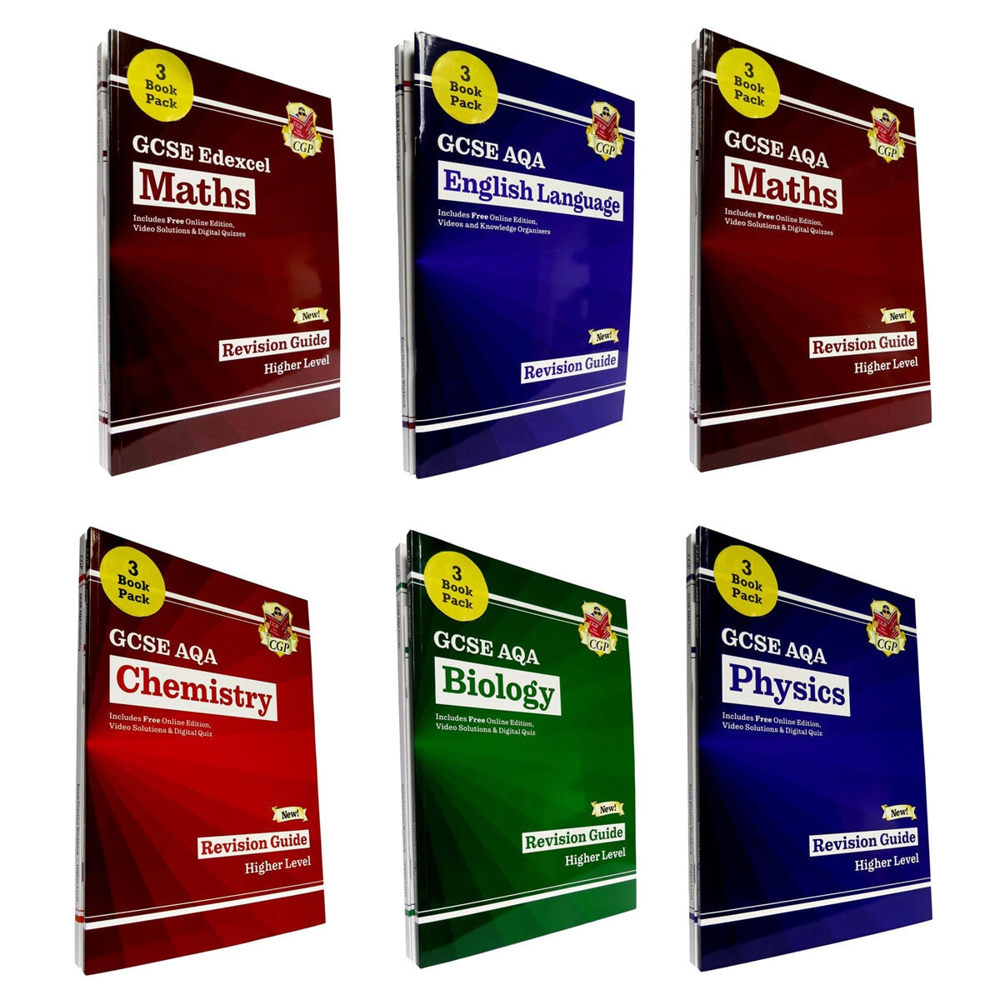 3
Book
Pack
GCSE Edexcel
Maths
Includes Free Online Edition,
Video Solutions & Digital Quizzes
CGP
New!
Revision Guide
Higher Level
3
Book
Pack
GCSE AQA
English Language
Includes Free Online Edition,
Videos and Knowledge Organisers
CGP
New!
Revision Guide
3
Book
Pack
GCSE AQA
Maths
Includes Free Online Edition,
Video Solutions & Digital Quizzes
CGP
New!
Revision Guide
Higher Level
3
Book
Pack
GCSE AQA
Chemistry
Includes Free Online Edition,
Video Solutions & Digital Quiz
CGP
New!
Revision Guide
Higher Level
3
Book
Pack
GCSE AQA
Biology
Includes Free Online Edition,
Video Solutions & Digital Quiz
CGP
New!
Revision Guide
Higher Level
3
Book
Pack
GCSE AQA
Physics
Includes Free Online Edition,
Video Solutions & Digital Quiz
CGP
New!
Revision Guide
Higher Level